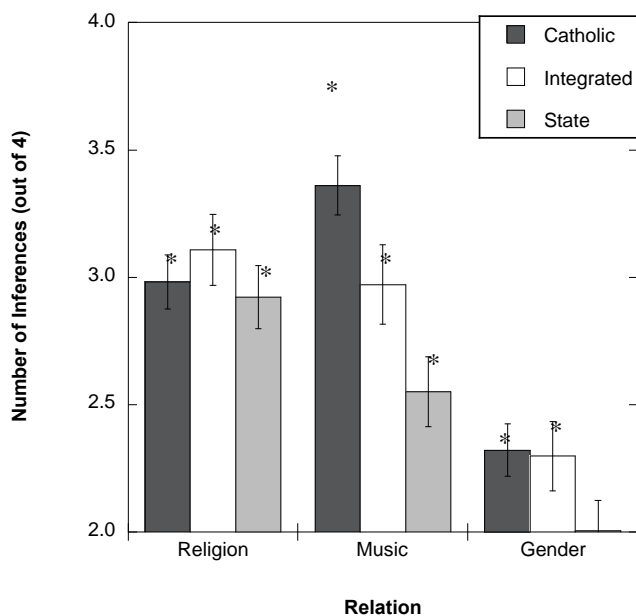 4.0
3.5
3.0
2.5
2.0
Number of Inferences (out of 4)
Catholic
Integrated
State
*
* * *
* *
* *
Religion Music Gender
Relation